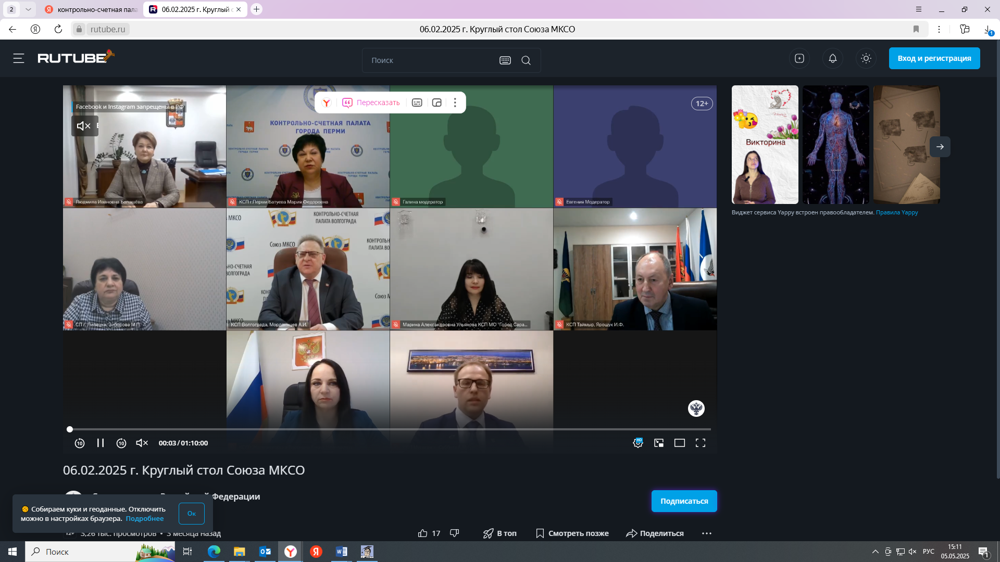 2
контрольно-счетная пала
06.02.2025 г. Круглый с
rutube.ru
06.02.2025 г. Круглый стол Союза МКСО
1
RUTUBE
Поиск
Вход и регистрация
Facebook и Instagram запрещены в РФ
Пересказать
12+
КОНТРОЛЬНО-СЧЕТНАЯ ПАЛАТА
ГОРОДА ПЕРМИ
Людмила Ивановна Балашёва
КСП г.Перми Батуева Мария Федоровна
Галина модератор
Евгения Модератор
Викторина
Виджет сервиса Yappy встроен правообладателем. Правила Yappy
МКСО
КОНТРОЛЬНО-СЧЕТНАЯ
ПАЛАТА ВОЛГОГРАДА
Союз МКСО
СП г. Липецка, Зиборова М.П.
КСП Волгограда, Мордвинцев А.И.
Марина Александровна Ульянова КСП МО "Город Сара...
КСП Таймыр, Ярощук И.Ф.
10
10
00:03 / 01:10:00
HD
06.02.2025 г. Круглый стол Союза МКСО
Федерации
Подписаться
🍪 Собираем куки и геоданные. Отключить
можно в настройках браузера. Подробнее
Ок
3,26 тыс. просмотров • 3 месяца назад
17
В топ
Смотреть позже
Поделиться
Поиск
РУС
15:11
05.05.2025
1